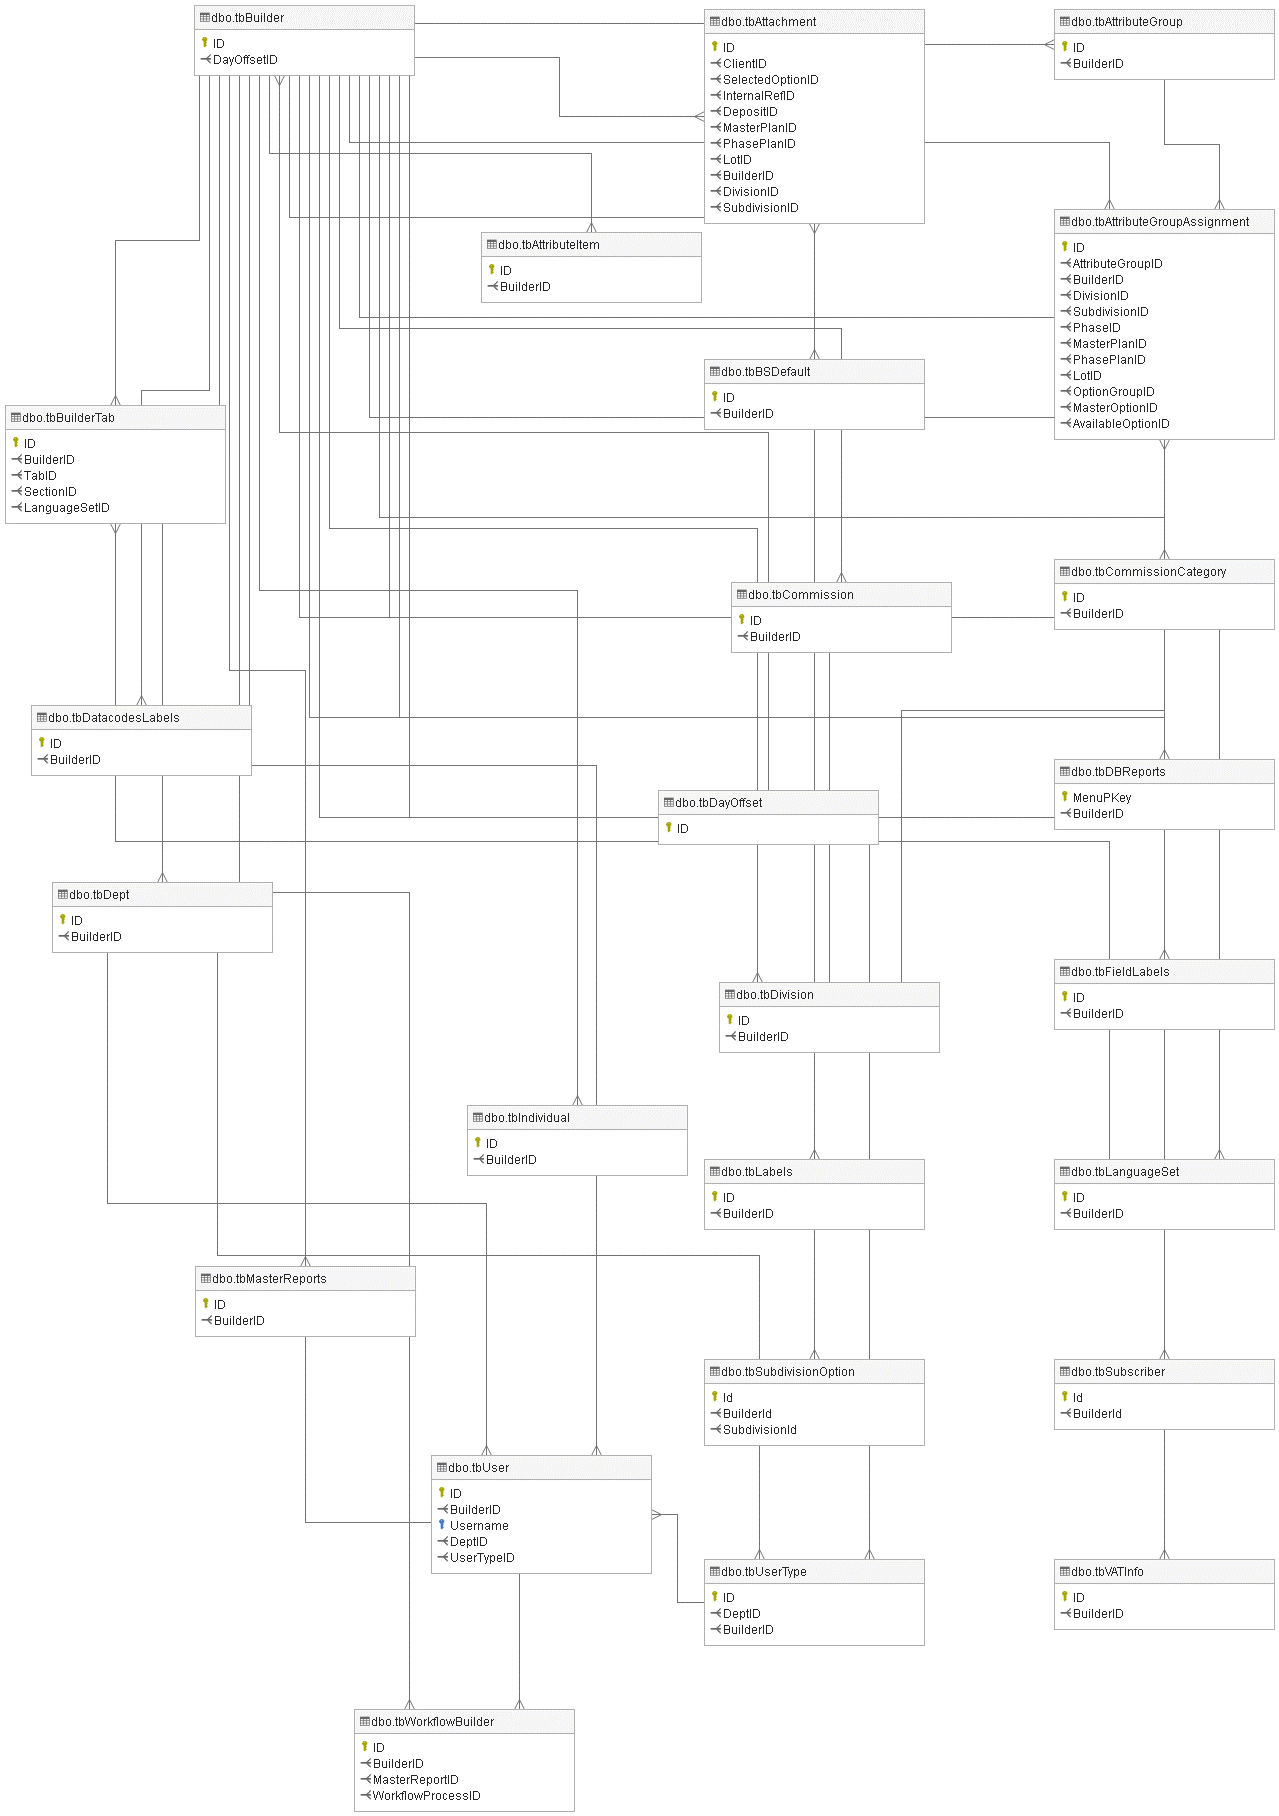 dbo.tbBuilder
ID
DayOffsetID
dbo.tbAttachment
ID
ClientID
SelectedOptionID
InternalRefID
DepositID
MasterPlanID
PhasePlanID
LotID
BuilderID
DivisionID
SubdivisionID
dbo.tbAttributeGroup
ID
BuilderID
dbo.tbAttributeItem
ID
BuilderID
dbo.tbAttributeGroupAssignment
ID
AttributeGroupID
BuilderID
DivisionID
SubdivisionID
PhaseID
MasterPlanID
PhasePlanID
LotID
OptionGroupID
MasterOptionID
AvailableOptionID
dbo.tbBSDefault
ID
BuilderID
dbo.tbBuilderTab
ID
BuilderID
TabID
SectionID
LanguageSetID
dbo.tbCommission
ID
BuilderID
dbo.tbCommissionCategory
ID
BuilderID
dbo.tbDatacodesLabels
ID
BuilderID
dbo.tbDayOffset
ID
dbo.tbDBReports
MenuPKey
BuilderID
dbo.tbDept
ID
BuilderID
dbo.tbDivision
ID
BuilderID
dbo.tbFieldLabels
ID
BuilderID
dbo.tbIndividual
ID
BuilderID
dbo.tbLabels
ID
BuilderID
dbo.tbLanguageSet
ID
BuilderID
dbo.tbMasterReports
ID
BuilderID
dbo.tbSubdivisionOption
Id
BuilderId
SubdivisionId
dbo.tbSubscriber
Id
BuilderId
dbo.tbUser
ID
BuilderID
Username
DeptID
UserTypeID
dbo.tbUserType
ID
DeptID
BuilderID
dbo.tbVATInfo
ID
BuilderID
dbo.tbWorkflowBuilder
ID
BuilderID
MasterReportID
WorkflowProcessID